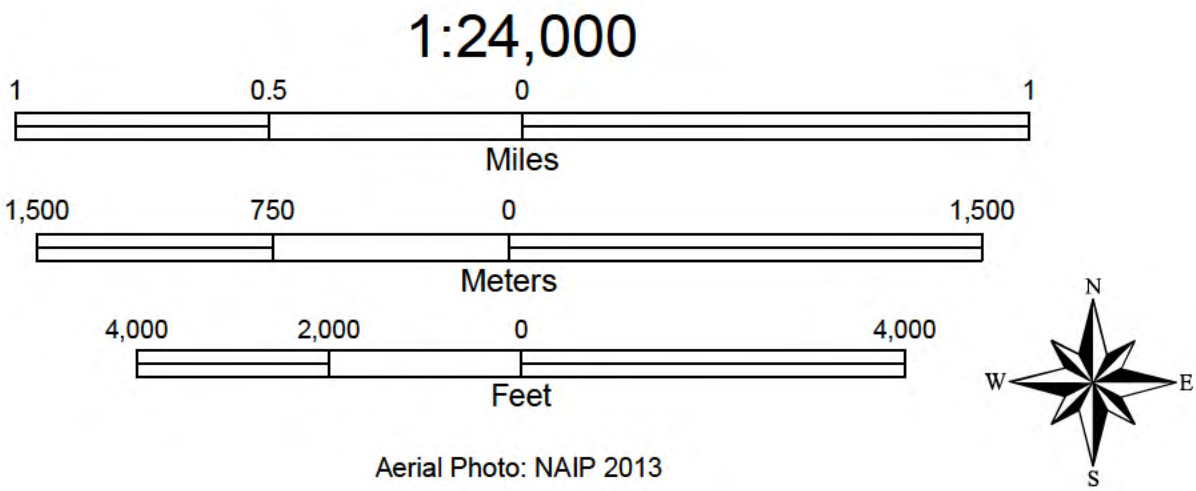 1:24,000
1 0.5 0 1
Miles
1,500 750 0 1,500
Meters
4,000 2,000 0 4,000
Feet
N
W E
S
Aerial Photo: NAIP 2013